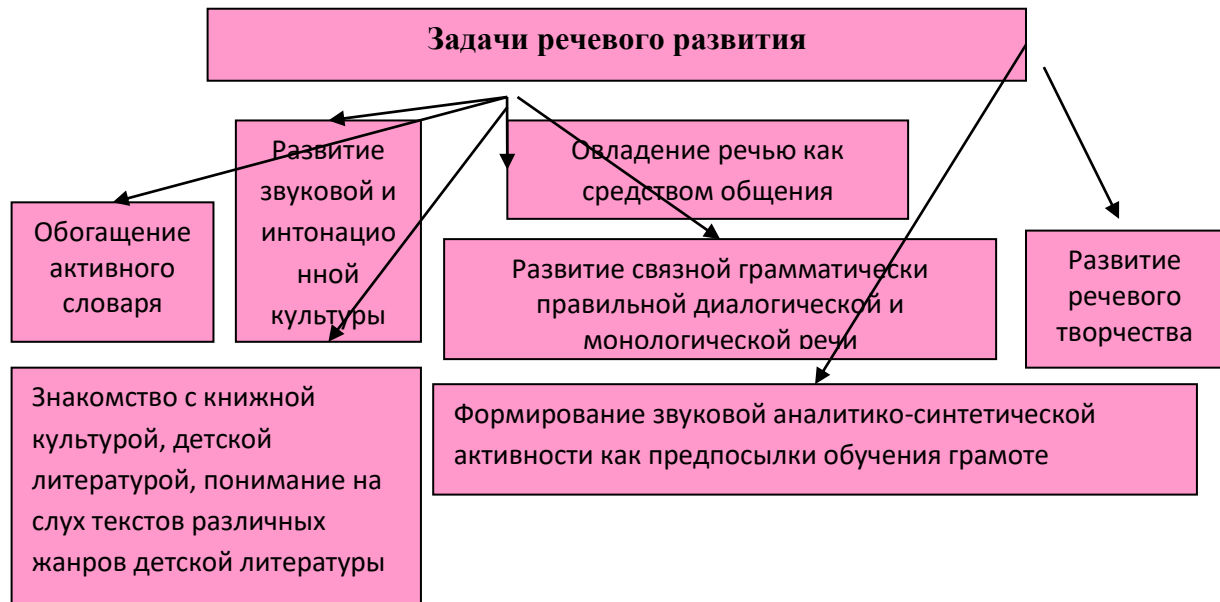 Задачи речевого развития
Развитие
звуковой и
интонацио
нной
культуры
Овладение речью как
средством общения
Обогащение
активного
словаря
Развитие связной грамматически
правильной диалогической и
монологической речи
Развитие
речевого
творчества
Знакомство с книжной
культурой, детской
литературой, понимание на
слух текстов различных
жанров детской литературы
Формирование звуковой аналитико-синтетической
активности как предпосылки обучения грамоте